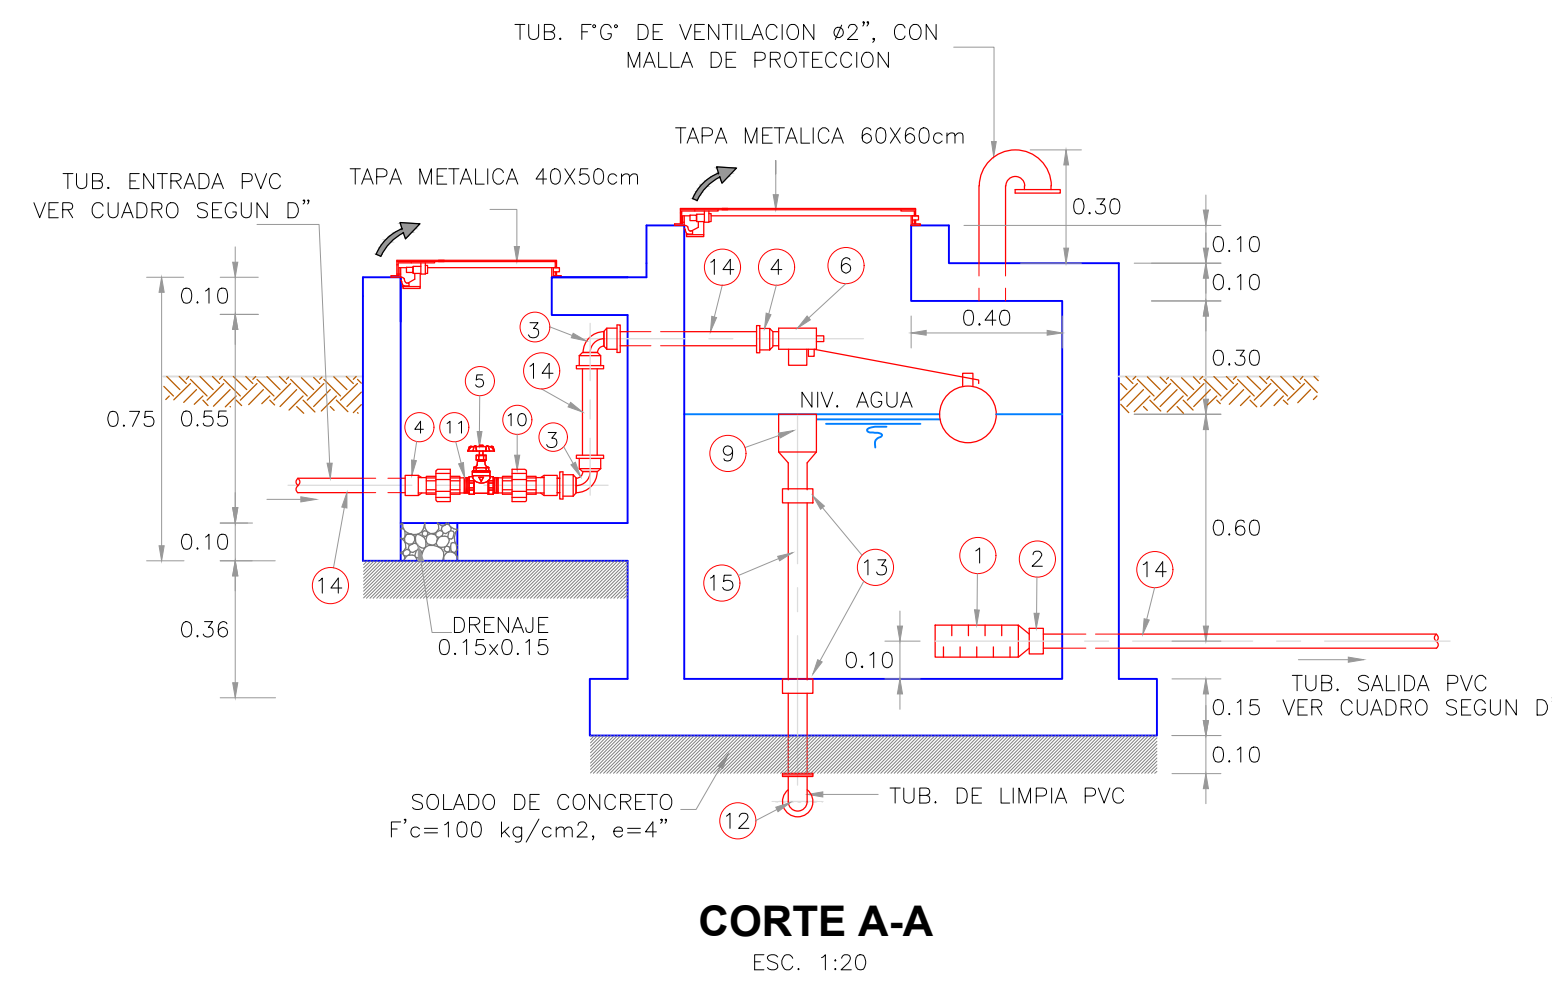 TUB. F°G° DE VENTILACION Ø2", CON
MALLA DE PROTECCION
TAPA METALICA 60X60cm
TUB. ENTRADA PVC
VER CUADRO SEGUN D"
TAPA METALICA 40X50cm
0.30
0.10
0.10
0.10
0.40
0.30
14
4
6
3
14
5
NIV. AGUA
0.75
0.55
4
11
10
3
9
0.60
0.10
14
15
13
1
2
14
0.36
DRENAJE
0.15x0.15
0.10
TUB. SALIDA PVC
VER CUADRO SEGUN D
0.15
0.10
SOLADO DE CONCRETO
F'c=100 kg/cm2, e=4"
12
TUB. DE LIMPIA PVC
CORTE A-A
ESC. 1:20